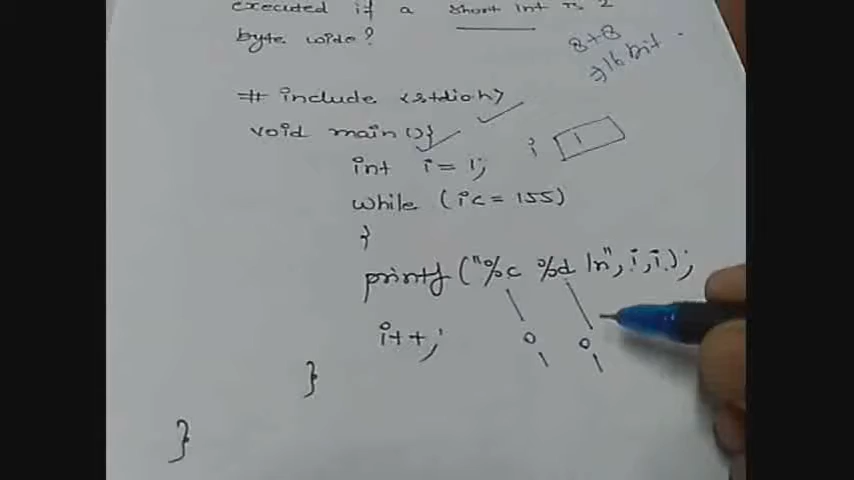 executed if a short int is 2
byte wide?
8+8
⇒16 bit
# include <stdio.h>
void main(){
i 1
int i = 1;
while (i<= 155)
{
printf ("%c %d \n", i, i);
i++;
0 0
1 1
}
}